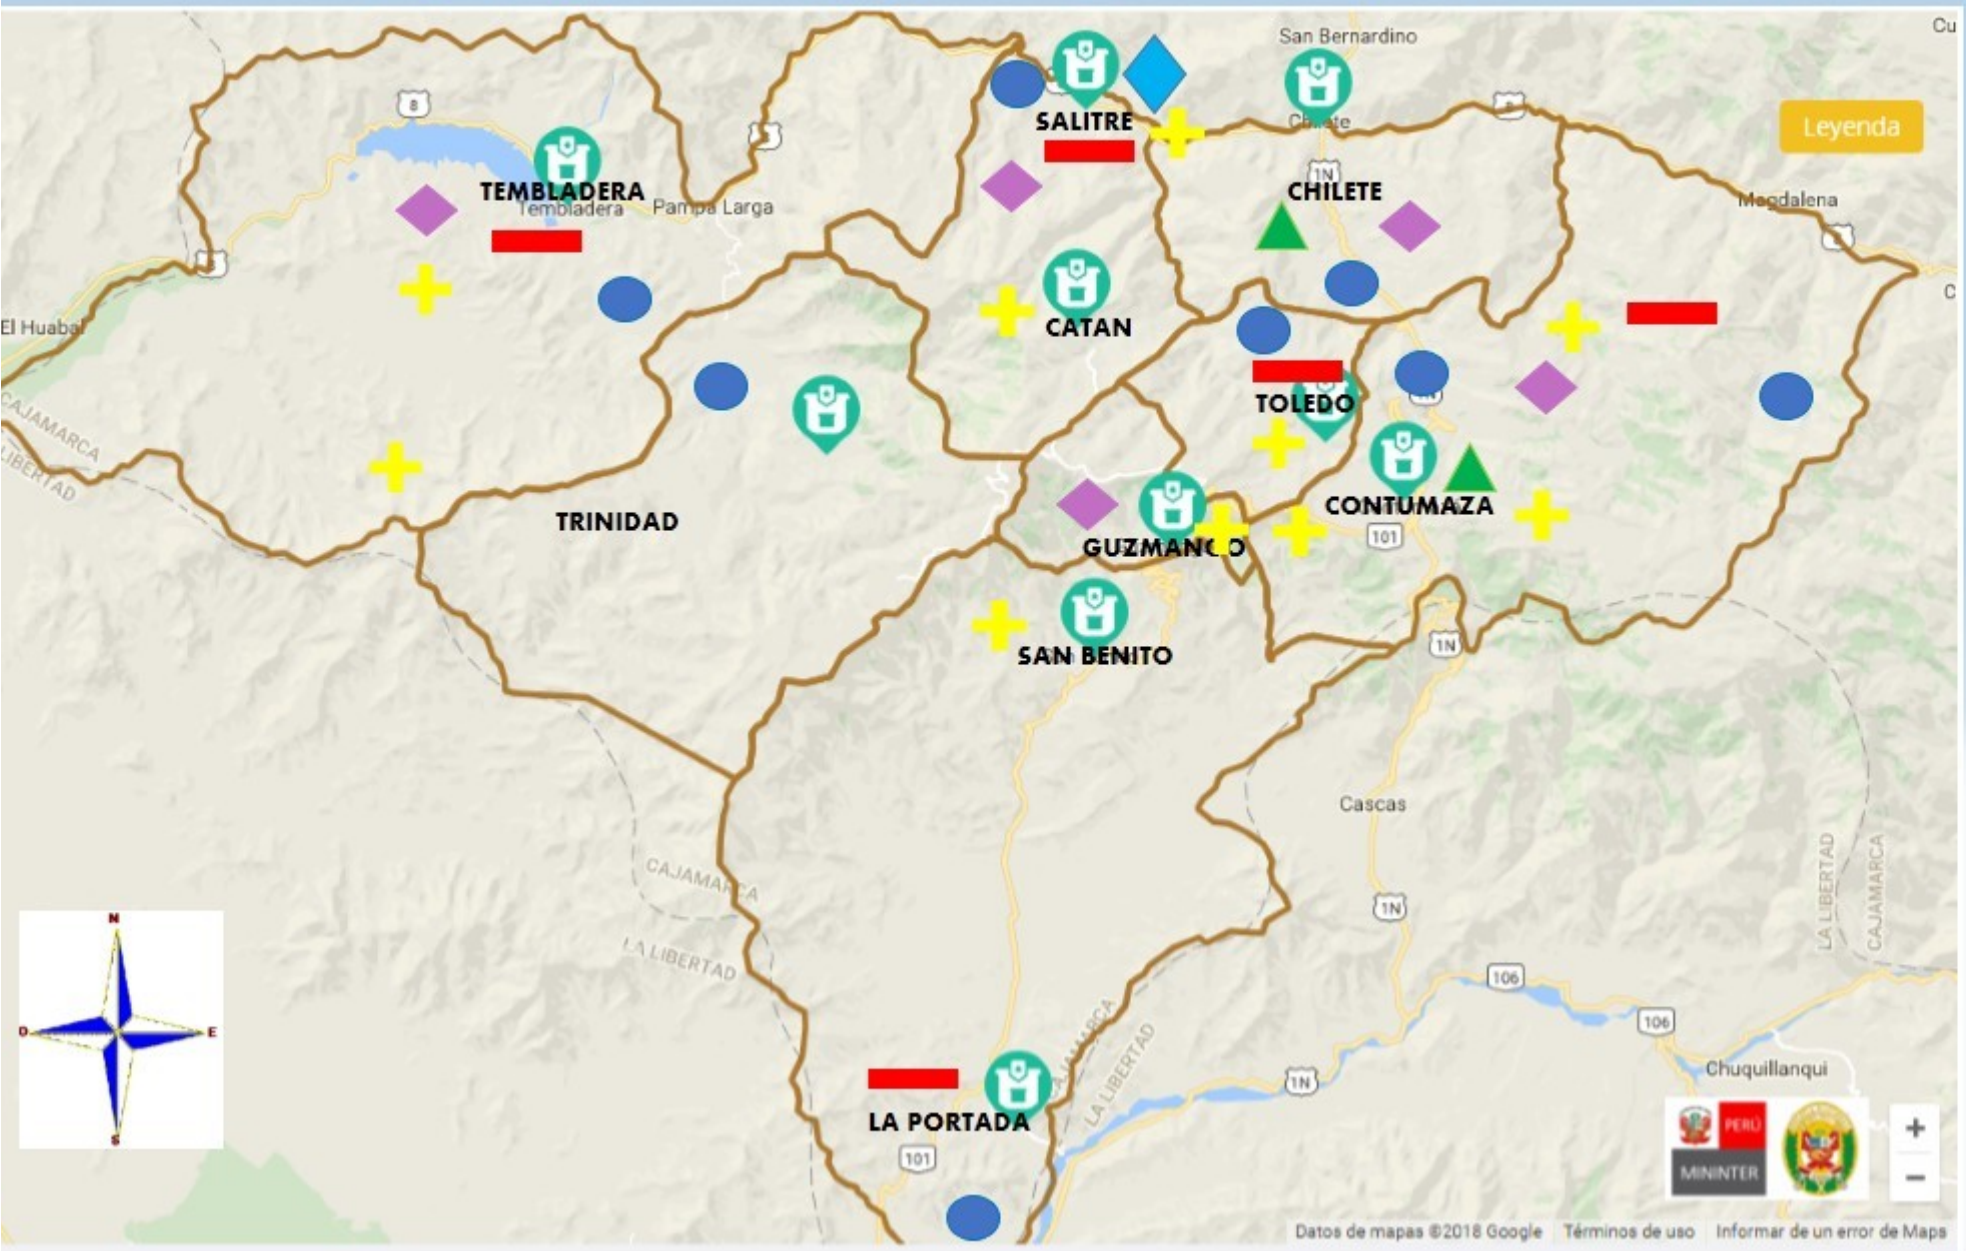 Cu
San Bernardino
8
SALITRE
Leyenda
1N
TEMBLADERA
CHILETE
Tembladera
Pampa Larga
Magdalena
C
El Huabal
CATAN
CAJAMARCA
LA LIBERTAD
TOLEDO
TRINIDAD
CONTUMAZA
101
GUZMANGO
SAN BENITO
1N
Cascas
CAJAMARCA
LA LIBERTAD
LA LIBERTAD
CAJAMARCA
1N
N
O
E
S
106
106
CAJAMARCA
LA LIBERTAD
1N
Chuquillanqui
LA PORTADA
101
PERÚ
MININTER
+
−
Datos de mapas ©2018 Google Términos de uso Informar de un error de Maps